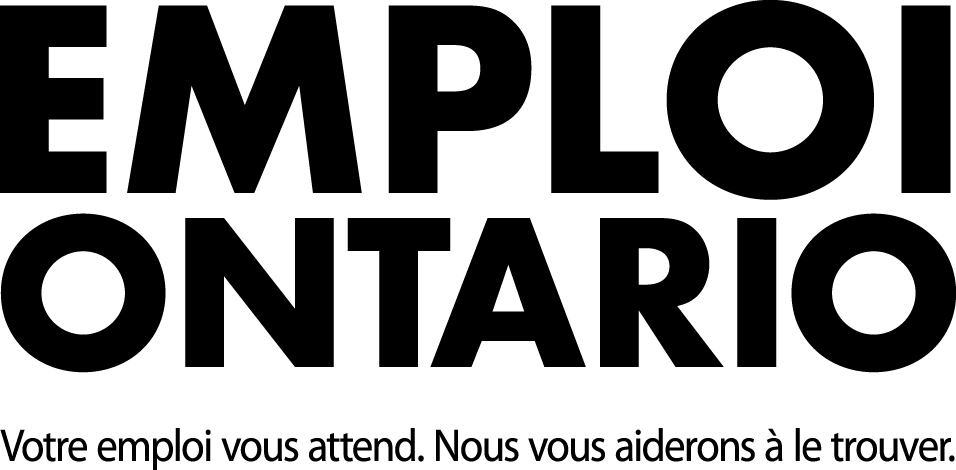 EMPLOI
ONTARIO
Votre emploi vous attend. Nous vous aiderons à le trouver.